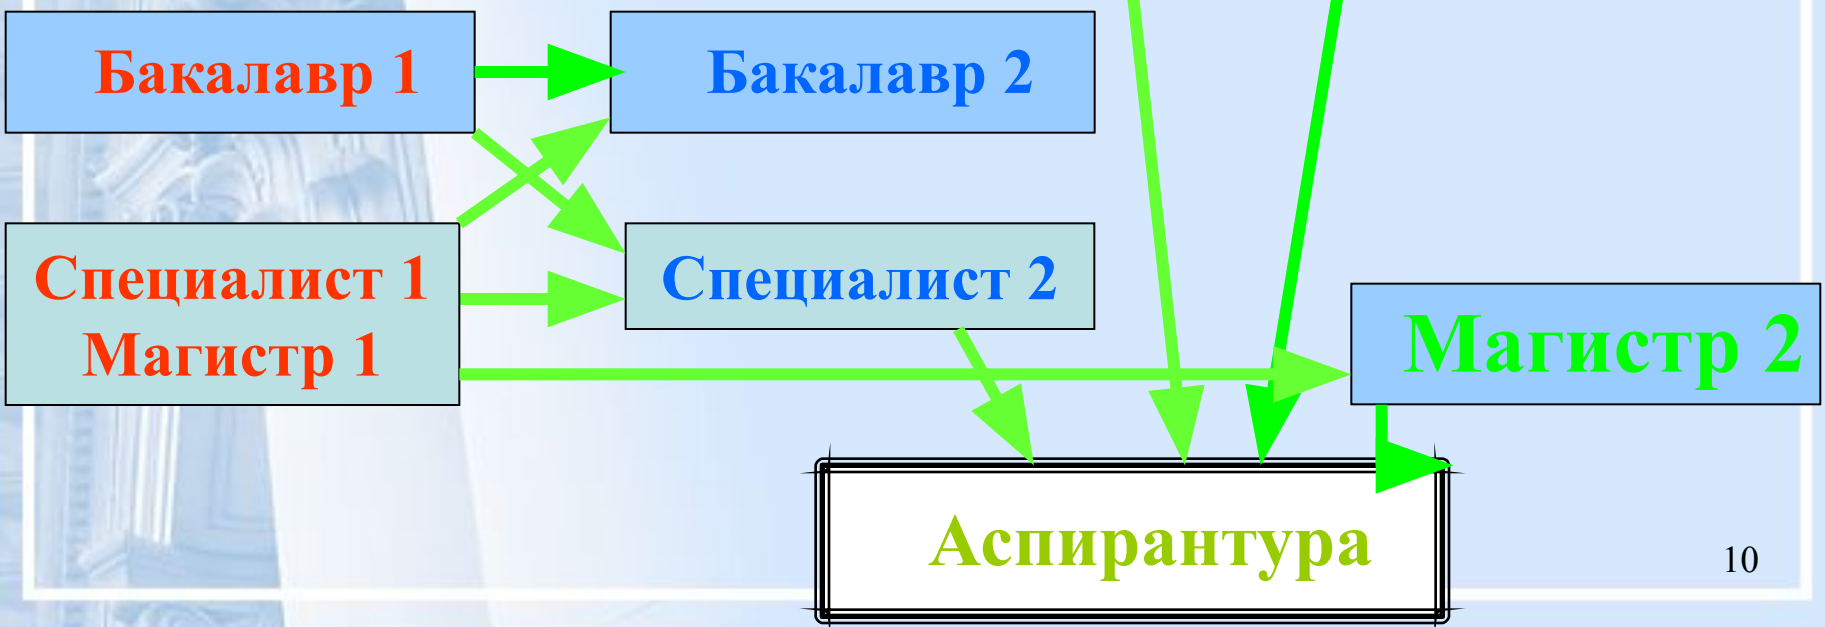 Бакалавр 1
Бакалавр 2
Специалист 1
Магистр 1
Специалист 2
Магистр 2
Аспирантура
10